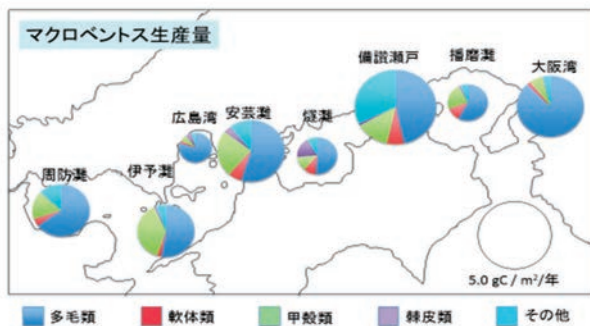 マクロベントス生産量
備讃瀬戸
播磨灘
大阪湾
広島湾
安芸灘
燧灘
周防灘
伊予灘
5.0 gC / m²/年
多毛類
軟体類
甲殻類
棘皮類
その他